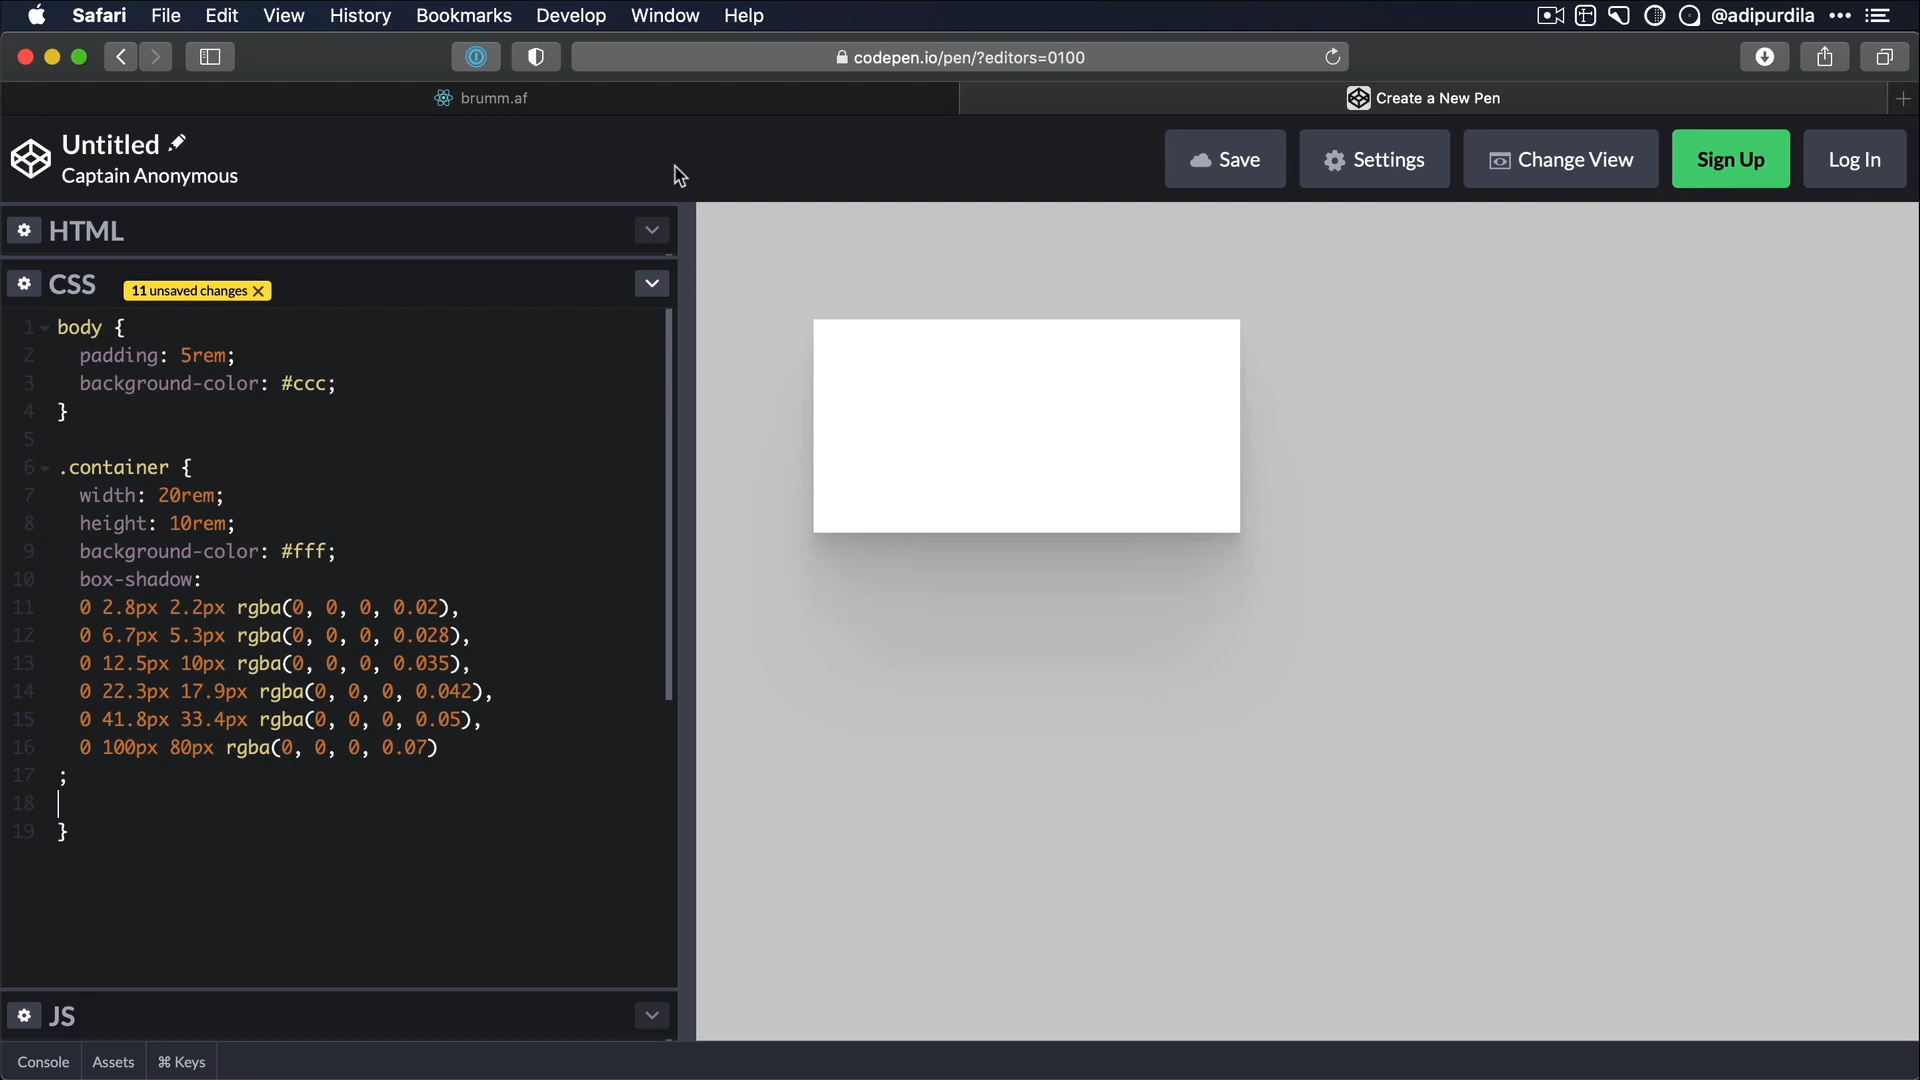 Safari File Edit View History Bookmarks Develop Window Help @adipurdila
codepen.io/pen/?editors=0100
brumm.af
Create a New Pen
Untitled
Captain Anonymous
Save
Settings
Change View
Sign Up
Log In
HTML
CSS
11 unsaved changes
1 body {
2 padding: 5rem;
3 background-color: #ccc;
4 }
5
6 .container {
7 width: 20rem;
8 height: 10rem;
9 background-color: #fff;
10 box-shadow:
11 0 2.8px 2.2px rgba(0, 0, 0, 0.02),
12 0 6.7px 5.3px rgba(0, 0, 0, 0.028),
13 0 12.5px 10px rgba(0, 0, 0, 0.035),
14 0 22.3px 17.9px rgba(0, 0, 0, 0.042),
15 0 41.8px 33.4px rgba(0, 0, 0, 0.05),
16 0 100px 80px rgba(0, 0, 0, 0.07)
17 ;
18
19 }
JS
Console Assets ⌘ Keys